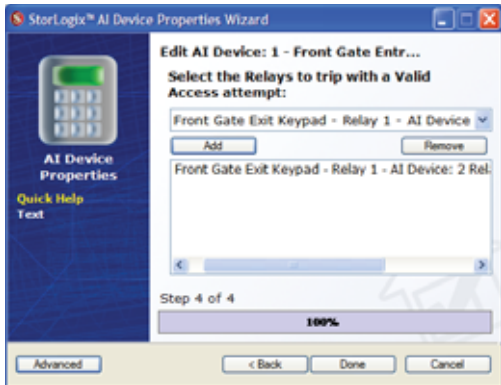 StorLogix™ AI Device Properties Wizard
Edit AI Device: 1 - Front Gate Entr...
Select the Relays to trip with a Valid
Access attempt:
Front Gate Exit Keypad - Relay 1 - AI Device
Add
Remove
Front Gate Exit Keypad - Relay 1 - AI Device: 2 Rel
AI Device
Properties
Quick Help
Text
Step 4 of 4
100%
Advanced
< Back
Done
Cancel